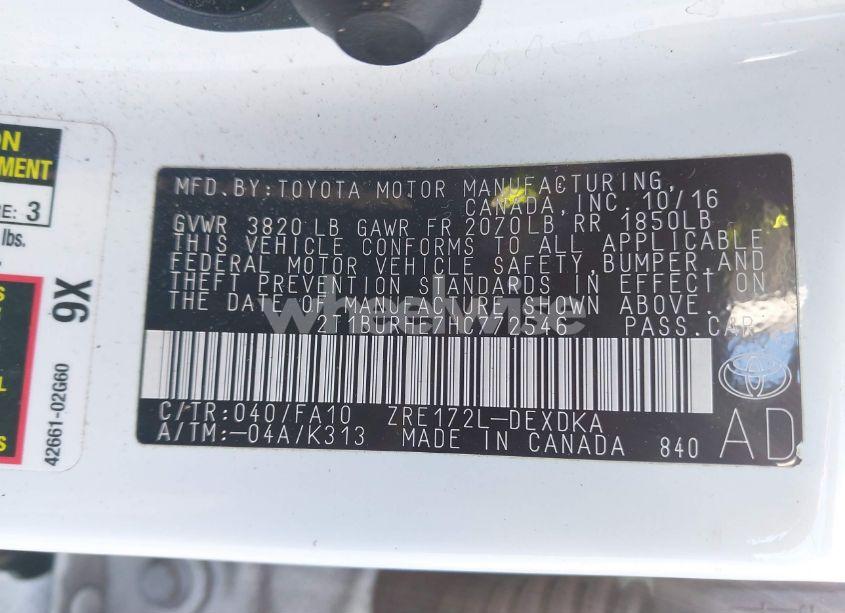 ON
EMENT
E: 3
lbs.
S
L
S
9X
42661-02G60
MFD.BY:TOYOTA MOTOR MANUFACTURING,
CANADA, INC. 10/16
GVWR 3820 LB GAWR FR 2070LB RR 1850LB
THIS VEHICLE CONFORMS TO ALL APPLICABLE
FEDERAL MOTOR VEHICLE SAFETY, BUMPER, AND
THEFT PREVENTION STANDARDS IN EFFECT ON
THE DATE OF MANUFACTURE SHOWN ABOVE.
wheelwise
PASS.CAR
C/TR:040/FA10 ZRE172L-DEXDKA
A/TM:-04A/K313 MADE IN CANADA 840
AD